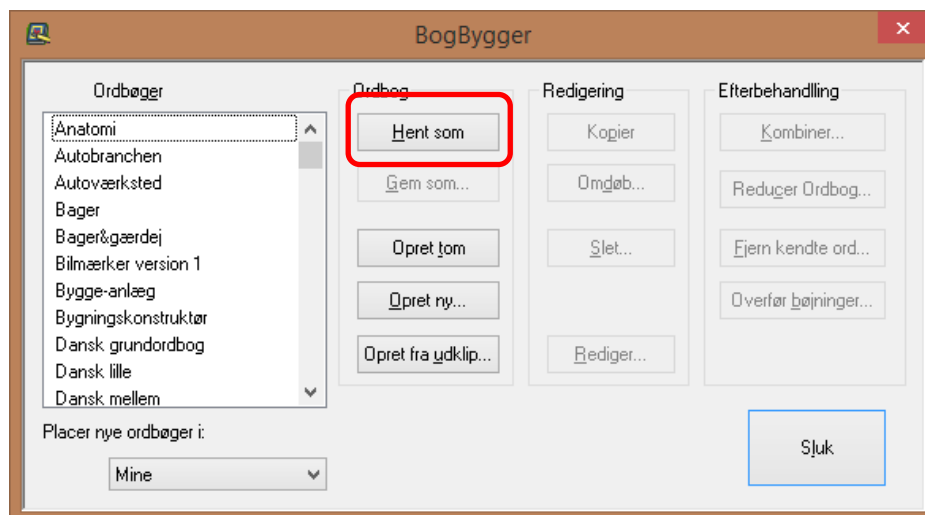 BogBygger
Ordbøger
Anatomi
Autobranchen
Autoværksted
Bager
Bager&gærdej
Bilmærker version 1
Bygge-anlæg
Bygningskonstruktør
Dansk grundordbog
Dansk lille
Dansk mellem
Placer nye ordbøger i:
Mine
Ordbog
Hent som
Gem som...
Opret tom
Opret ny...
Opret fra udklip...
Redigering
Kopier
Omdøb...
Slet...
Rediger...
Efterbehandlling
Kombiner...
Reducer Ordbog...
Fjern kendte ord...
Overfør bøjninger...
Sluk